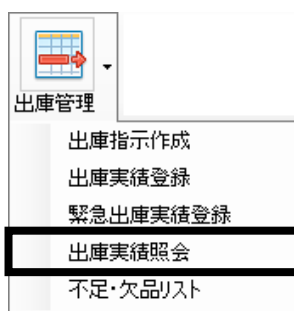 出庫管理
出庫指示作成
出庫実績登録
緊急出庫実績登録
出庫実績照会
不足・欠品リスト